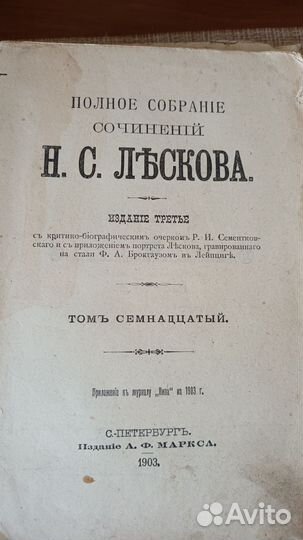 ПОЛНОЕ СОБРАНІЕ
СОЧИНЕНІЙ
Н. С. ЛѢСКОВА.
ИЗДАНІЕ ТРЕТЬЕ
съ критико-біографическимъ очеркомъ Р. И. Сементков-
скаго и съ приложеніемъ портрета Лѣскова, гравированнаго
на стали Ф. А. Брокгаузомъ въ Лейпцигѣ.
ТОМЪ СЕМНАДЦАТЫЙ.
Приложеніе къ журналу „Нива" на 1903 г.
С.-ПЕТЕРБУРГЪ.
Изданіе А. Ф. МАРКСА.
1903.
Avito